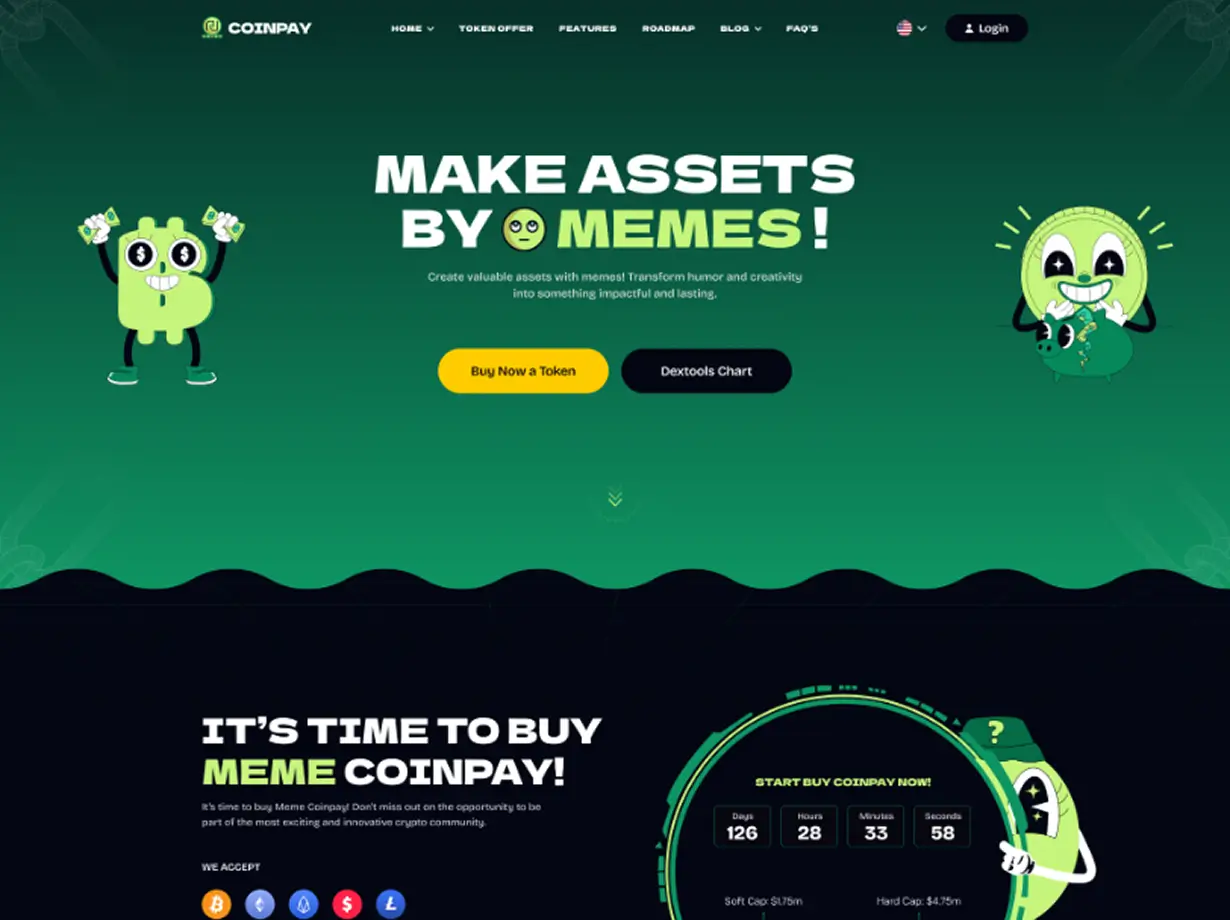 COINPAY
HOME
TOKEN OFFER
FEATURES
ROADMAP
BLOG
FAQ'S
Login
MAKE ASSETS
BY MEMES!
Create valuable assets with memes! Transform humor and creativity
into something impactful and lasting.
Buy Now a Token
Dextools Chart
IT'S TIME TO BUY
MEME COINPAY!
It's time to buy Meme Coinpay! Don't miss out on the opportunity to be
part of the most exciting and innovative crypto community.
WE ACCEPT
?
START BUY COINPAY NOW!
Days
126
Hours
28
Minutes
33
Seconds
58
Soft Cap: $1.75m
Hard Cap: $4.75m